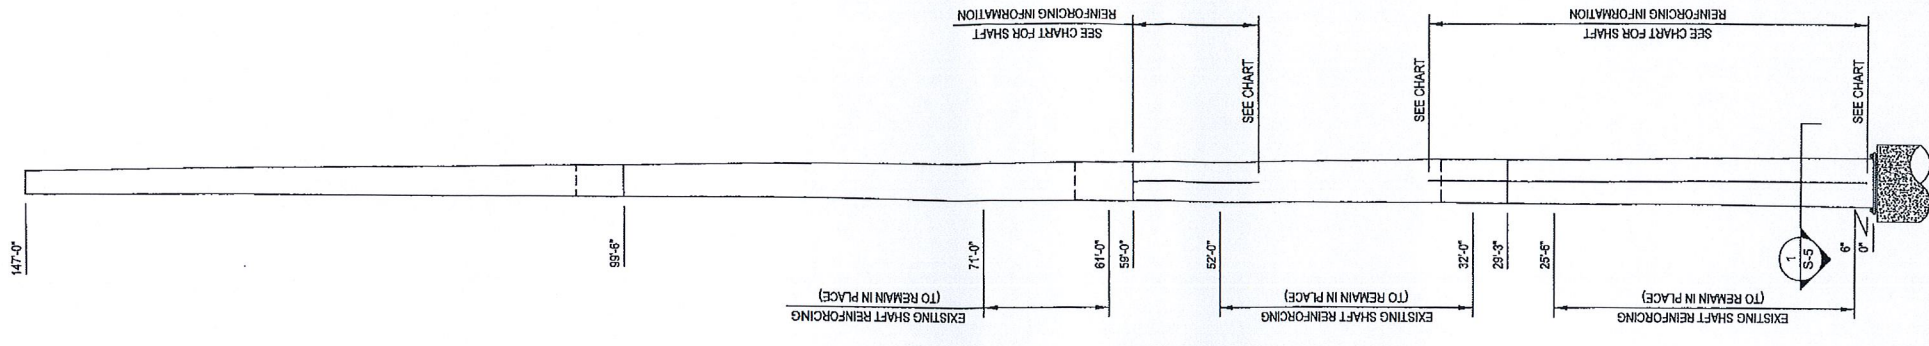 147'-0"
99'-6"
71'-0"
61'-0"
59'-0"
52'-0"
32'-0"
29'-3"
25'-6"
6"
0"
EXISTING SHAFT REINFORCING
(TO REMAIN IN PLACE)
EXISTING SHAFT REINFORCING
(TO REMAIN IN PLACE)
EXISTING SHAFT REINFORCING
(TO REMAIN IN PLACE)
SEE CHART FOR SHAFT
REINFORCING INFORMATION
SEE CHART
SEE CHART
SEE CHART FOR SHAFT
REINFORCING INFORMATION
SEE CHART
1
S-5